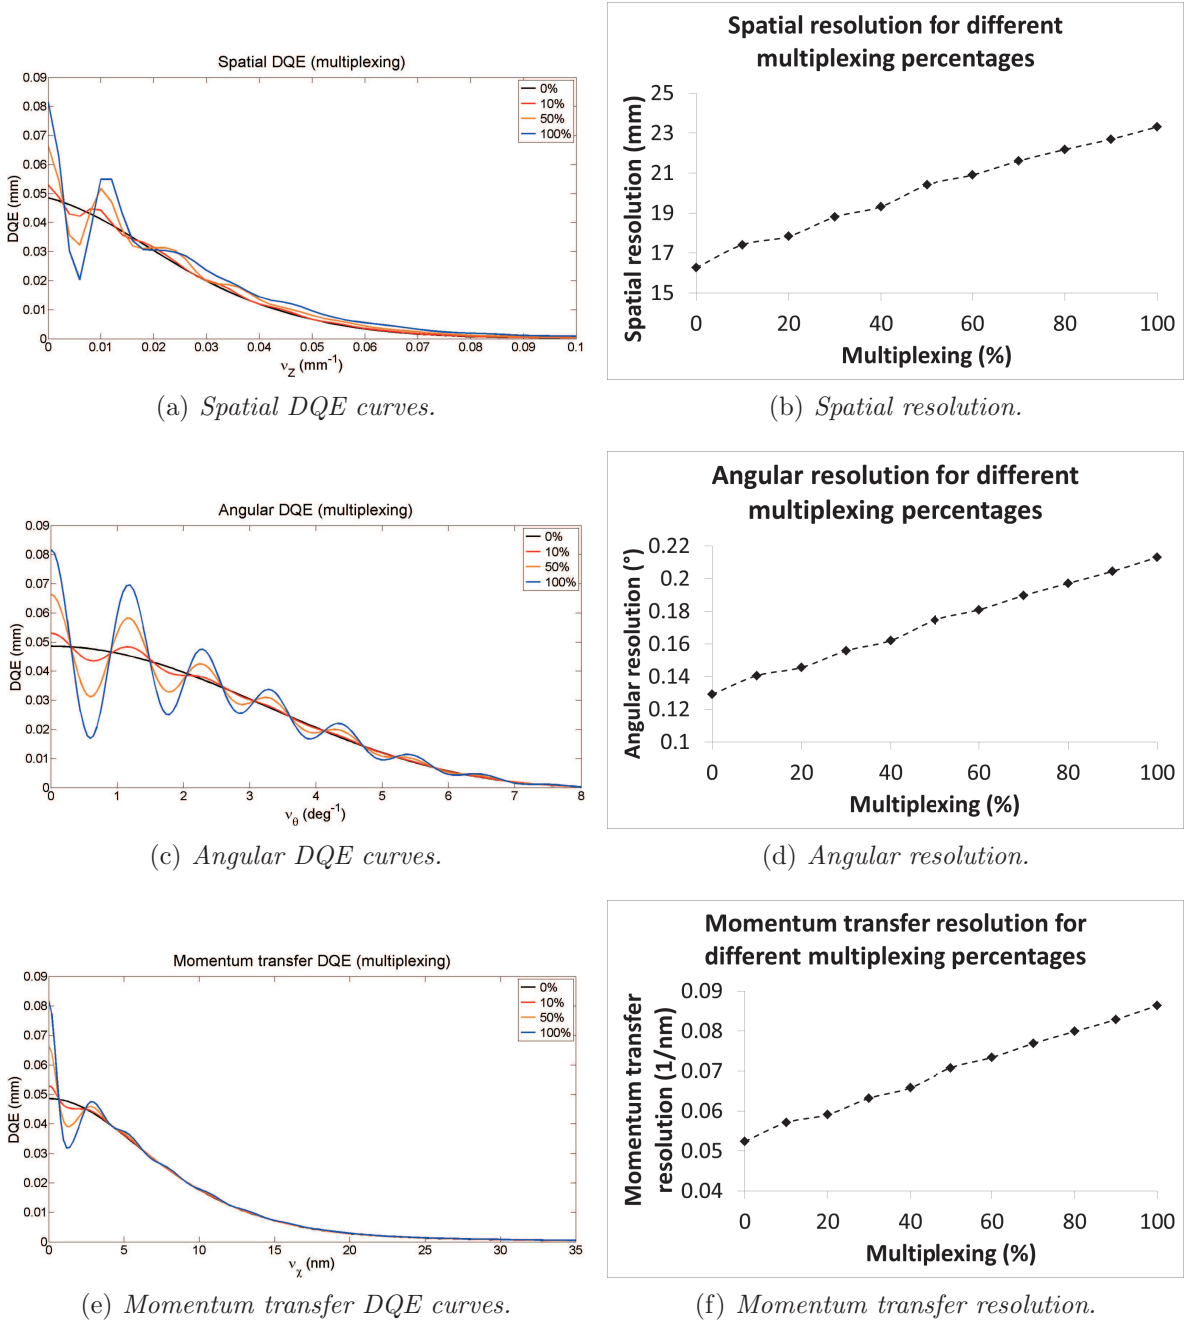 Spatial DQE (multiplexing)
0.09
0.08
0.07
0.06
0.05
0.04
0.03
0.02
0.01
0
DQE (mm)
0%
10%
50%
100%
0 0.01 0.02 0.03 0.04 0.05 0.06 0.07 0.08 0.09 0.1
ν_Z (mm⁻¹)
(a) Spatial DQE curves.
Spatial resolution for different
multiplexing percentages
Spatial resolution (mm)
25
23
21
19
17
15
0 20 40 60 80 100
Multiplexing (%)
(b) Spatial resolution.
Angular DQE (multiplexing)
0.09
0.08
0.07
0.06
0.05
0.04
0.03
0.02
0.01
0
DQE (mm)
0%
10%
50%
100%
0 1 2 3 4 5 6 7 8
ν_θ (deg⁻¹)
(c) Angular DQE curves.
Angular resolution for different
multiplexing percentages
Angular resolution (°)
0.22
0.2
0.18
0.16
0.14
0.12
0.1
0 20 40 60 80 100
Multiplexing (%)
(d) Angular resolution.
Momentum transfer DQE (multiplexing)
0.09
0.08
0.07
0.06
0.05
0.04
0.03
0.02
0.01
0
DQE (mm)
0%
10%
50%
100%
0 5 10 15 20 25 30 35
ν_χ (nm)
(e) Momentum transfer DQE curves.
Momentum transfer resolution for
different multiplexing percentages
Momentum transfer
resolution (1/nm)
0.09
0.08
0.07
0.06
0.05
0.04
0 20 40 60 80 100
Multiplexing (%)
(f) Momentum transfer resolution.